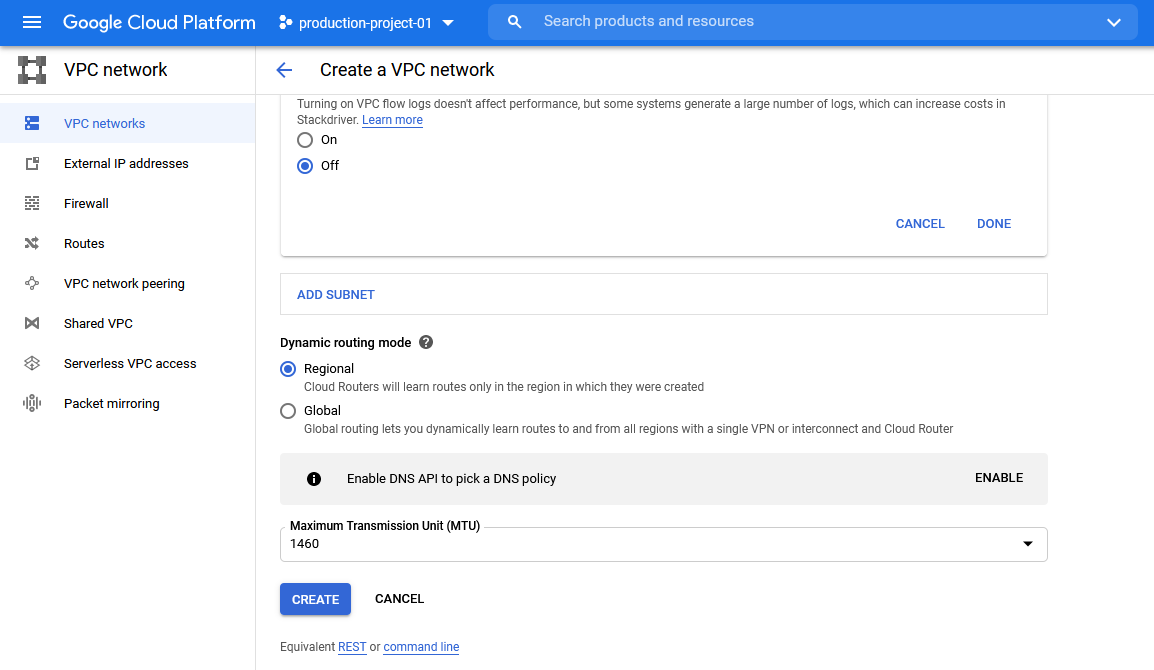 Google Cloud Platform
production-project-01
Search products and resources
VPC network
Create a VPC network
VPC networks
External IP addresses
Firewall
Routes
VPC network peering
Shared VPC
Serverless VPC access
Packet mirroring
Turning on VPC flow logs doesn't affect performance, but some systems generate a large number of logs, which can increase costs in
Stackdriver. Learn more
On
Off
CANCEL DONE
ADD SUBNET
Dynamic routing mode ?
Regional
Cloud Routers will learn routes only in the region in which they were created
Global
Global routing lets you dynamically learn routes to and from all regions with a single VPN or interconnect and Cloud Router
Enable DNS API to pick a DNS policy ENABLE
Maximum Transmission Unit (MTU)
1460
CREATE CANCEL
Equivalent REST or command line